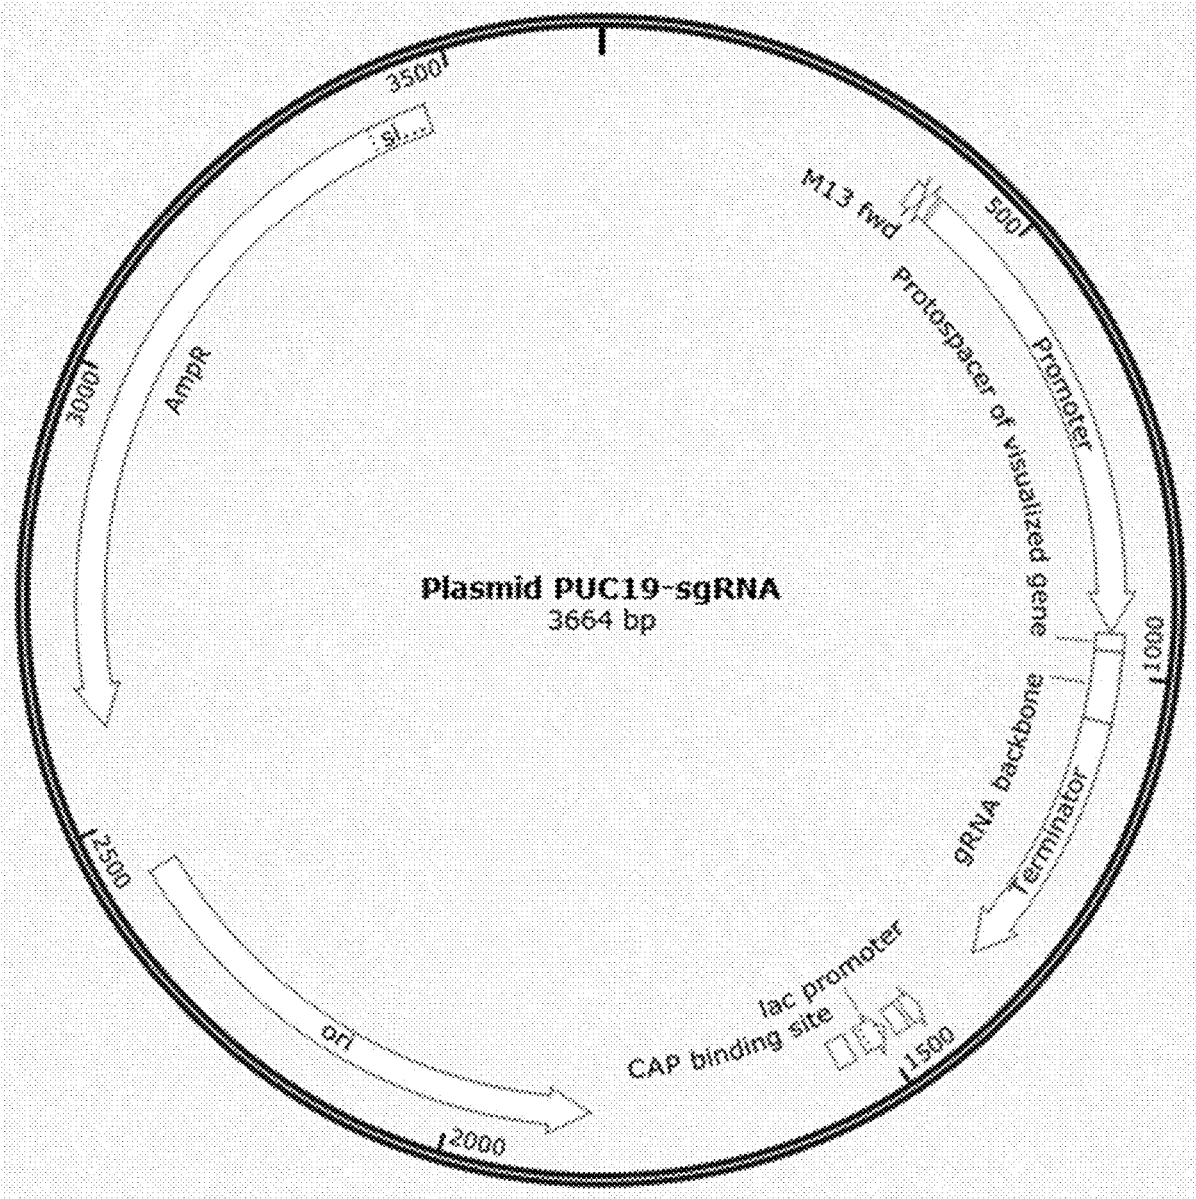 Plasmid PUC19-sgRNA
3664 bp
M13 fwd
500
Promoter
Protospacer of visualized gene
1000
gRNA backbone
Terminator
1500
lac promoter
CAP binding site
2000
ori
2500
AmpR
3000
si...
3500